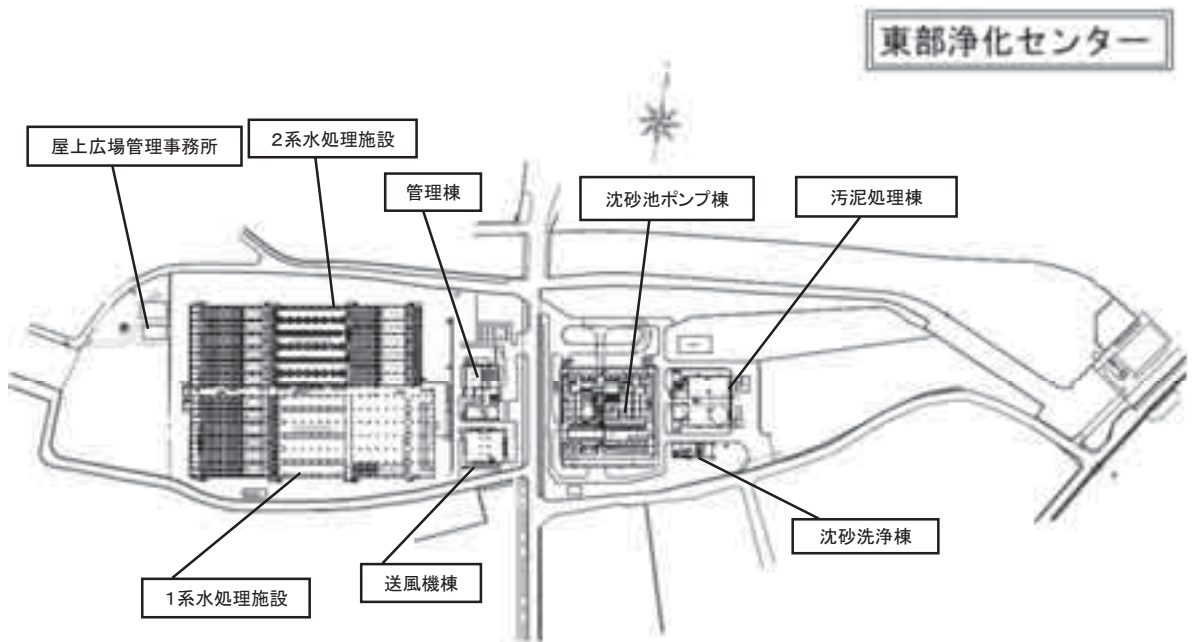 東部浄化センター
屋上広場管理事務所
2系水処理施設
管理棟
沈砂池ポンプ棟
汚泥処理棟
沈砂洗浄棟
送風機棟
1系水処理施設